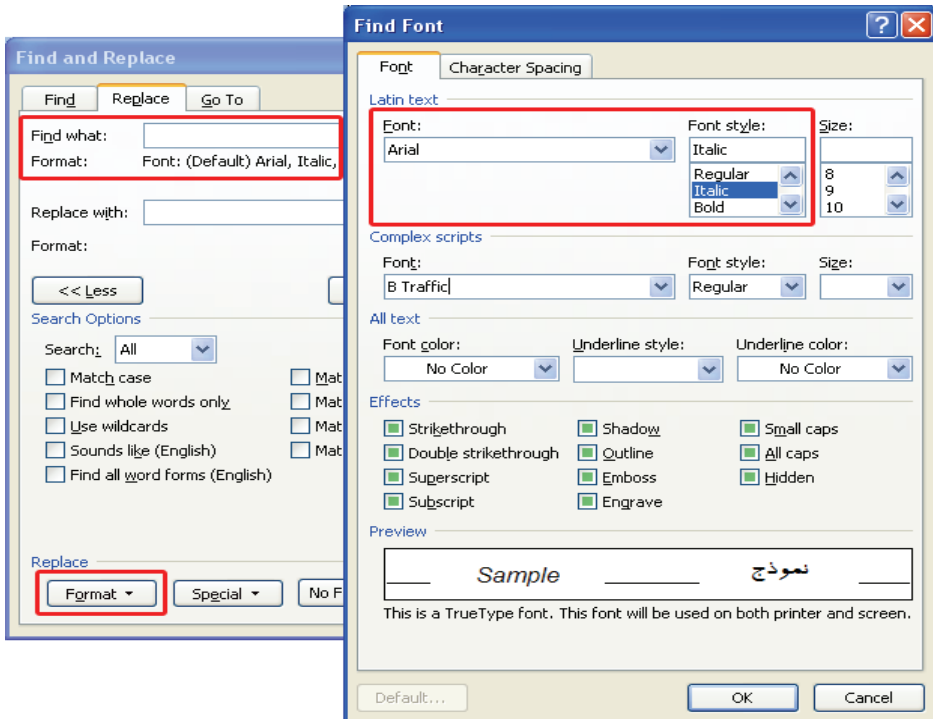 Find and Replace
Find
Replace
Go To
Find what:
Format: Font: (Default) Arial, Italic,
Replace with:
Format:
<< Less
Search Options
Search: All
Match case
Mat
Find whole words only
Mat
Use wildcards
Mat
Sounds like (English)
Mat
Find all word forms (English)
Replace
Format
Special
No F
Find Font
Font
Character Spacing
Latin text
Font:
Font style:
Size:
Arial
Italic
Regular
8
Italic
9
Bold
10
Complex scripts
Font:
Font style:
Size:
B Traffic
Regular
All text
Font color:
Underline style:
Underline color:
No Color
No Color
Effects
Strikethrough
Shadow
Small caps
Double strikethrough
Outline
All caps
Superscript
Emboss
Hidden
Subscript
Engrave
Preview
Sample
نموذج
This is a TrueType font. This font will be used on both printer and screen.
Default...
OK
Cancel